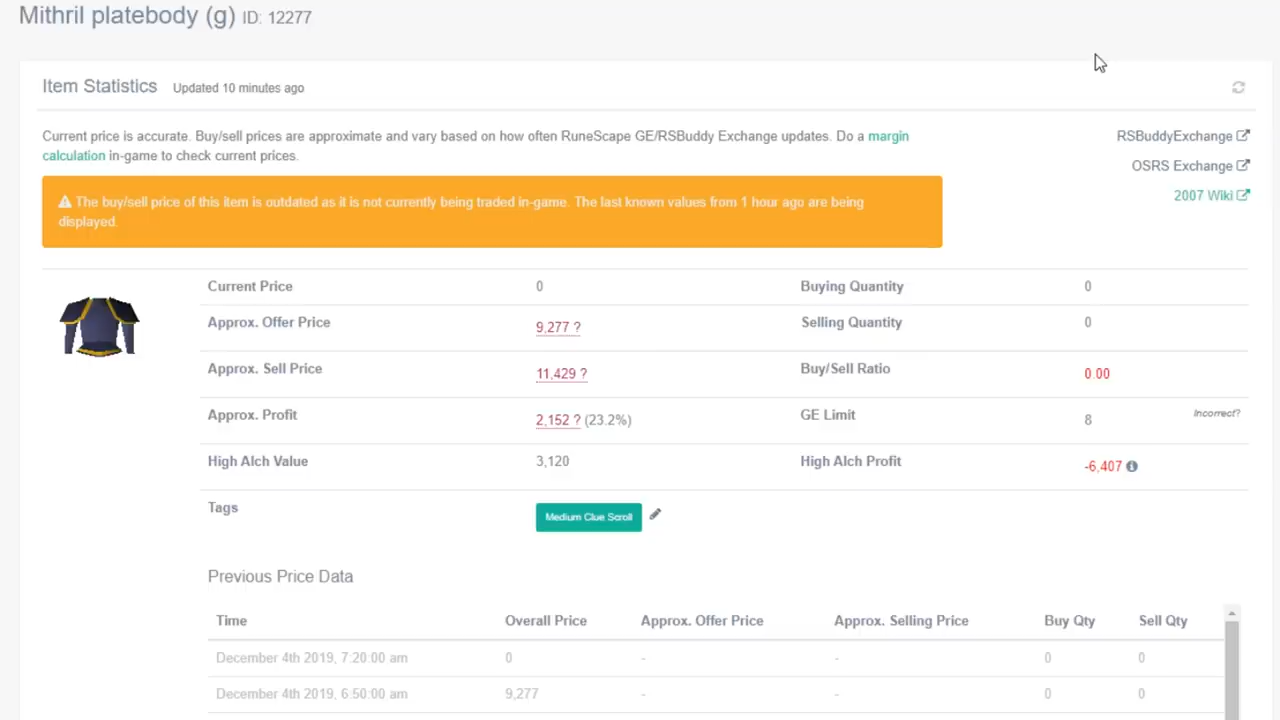 Mithril platebody (g) ID: 12277
Item Statistics Updated 10 minutes ago
Current price is accurate. Buy/sell prices are approximate and vary based on how often RuneScape GE/RSBuddy Exchange updates. Do a margin
calculation in-game to check current prices.
RSBuddyExchange
OSRS Exchange
2007 Wiki
The buy/sell price of this item is outdated as it is not currently being traded in-game. The last known values from 1 hour ago are being
displayed.
Current Price 0 Buying Quantity 0
Approx. Offer Price 9,277 ? Selling Quantity 0
Approx. Sell Price 11,429 ? Buy/Sell Ratio 0.00
Approx. Profit 2,152 ? (23.2%) GE Limit 8 Incorrect?
High Alch Value 3,120 High Alch Profit -6,407
Tags Medium Clue Scroll
Previous Price Data
Time Overall Price Approx. Offer Price Approx. Selling Price Buy Qty Sell Qty
December 4th 2019, 7:20:00 am 0 - - 0 0
December 4th 2019, 6:50:00 am 9,277 - - 0 0